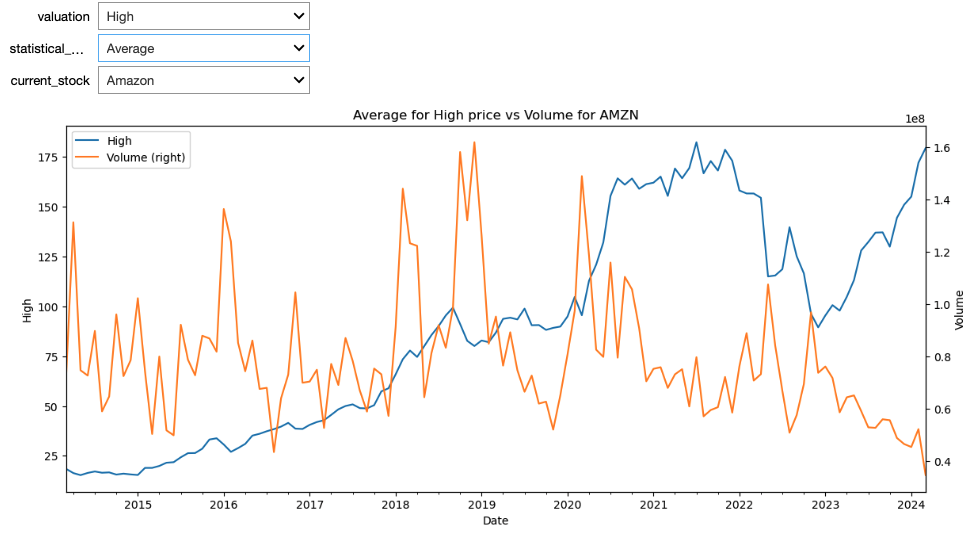 valuation High
statistical_... Average
current_stock Amazon
Average for High price vs Volume for AMZN
1e8
High
Volume (right)
175
150
125
100
75
50
25
High
1.6
1.4
1.2
1.0
0.8
0.6
0.4
Volume
2015 2016 2017 2018 2019 2020 2021 2022 2023 2024
Date